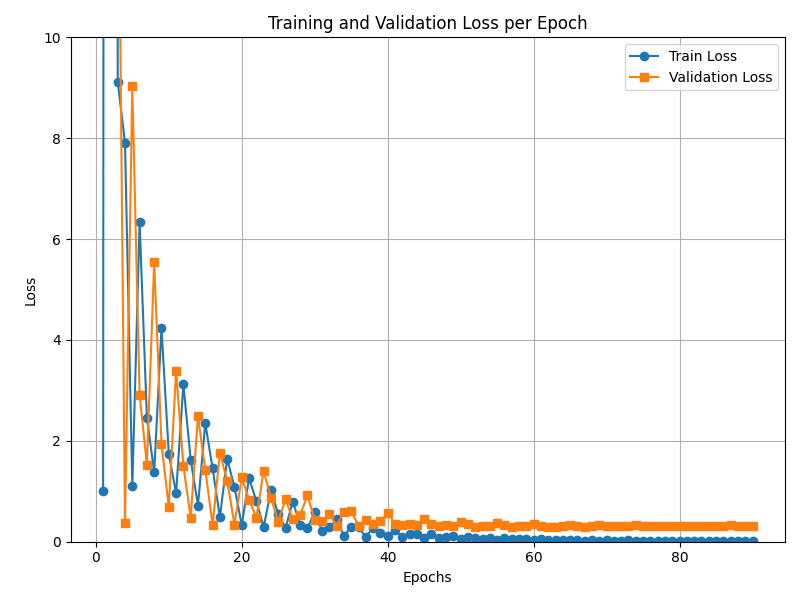 Training and Validation Loss per Epoch
Train Loss
Validation Loss
Loss
10
8
6
4
2
0
0 20 40 60 80
Epochs